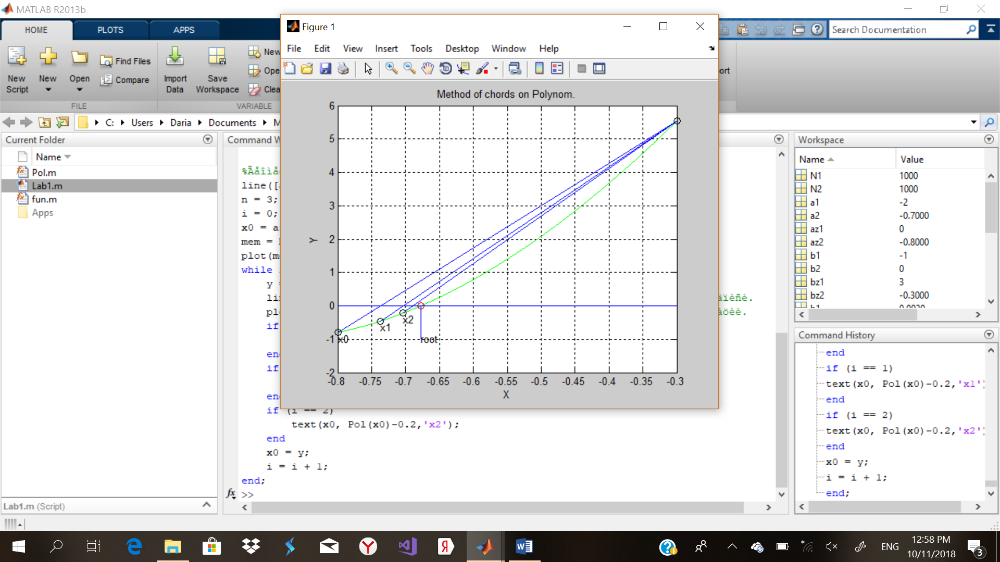 MATLAB R2013b
HOME PLOTS APPS
Search Documentation
New Script
New
Open
Find Files
Compare
Import Data
Save Workspace
New
Ope
Clea
ort
FILE VARIABLE
C: Users Daria Documents M
Current Folder
Name
Pol.m
Lab1.m
fun.m
Apps
Lab1.m (Script)
Command W
%Ãåîìå
line([
n = 3;
i = 0;
x0 = a
mem =
plot(m
while
y
li
pl
if
en
if
en
if (i == 2)
text(x0, Pol(x0)-0.2,'x2');
end
x0 = y;
i = i + 1;
end;
fx >>
äïèñè.
àöèè.
Figure 1
File Edit View Insert Tools Desktop Window Help
Method of chords on Polynom.
6
5
4
3
2
1
0
-1
-2
Y
x0
x1
x2
root
-0.8 -0.75 -0.7 -0.65 -0.6 -0.55 -0.5 -0.45 -0.4 -0.35 -0.3
X
Workspace
Name Value
N1 1000
N2 1000
a1 -2
a2 -0.7000
az1 0
az2 -0.8000
b1 -1
b2 0
bz1 3
bz2 -0.3000
Command History
end
if (i == 1)
text(x0, Pol(x0)-0.2,'x1'
end
if (i == 2)
text(x0, Pol(x0)-0.2,'x2'
end
x0 = y;
i = i + 1;
end;
ENG
12:58 PM
10/11/2018
3